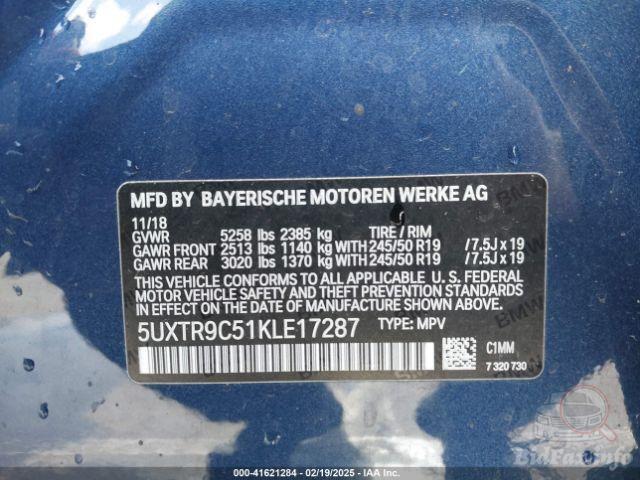 MFD BY BAYERISCHE MOTOREN WERKE AG
11/18
GVWR 5258 lbs 2385 kg TIRE / RIM
GAWR FRONT 2513 lbs 1140 kg WITH 245/50 R19 /7.5J x 19
GAWR REAR 3020 lbs 1370 kg WITH 245/50 R19 /7.5J x 19
THIS VEHICLE CONFORMS TO ALL APPLICABLE U. S. FEDERAL
MOTOR VEHICLE SAFETY AND THEFT PREVENTION STANDARDS
IN EFFECT ON THE DATE OF MANUFACTURE SHOWN ABOVE.
5UXTR9C51KLE17287 TYPE: MPV
C1MM
7 320 730
BidFax.info
000-41621284 - 02/19/2025 - IAA Inc.